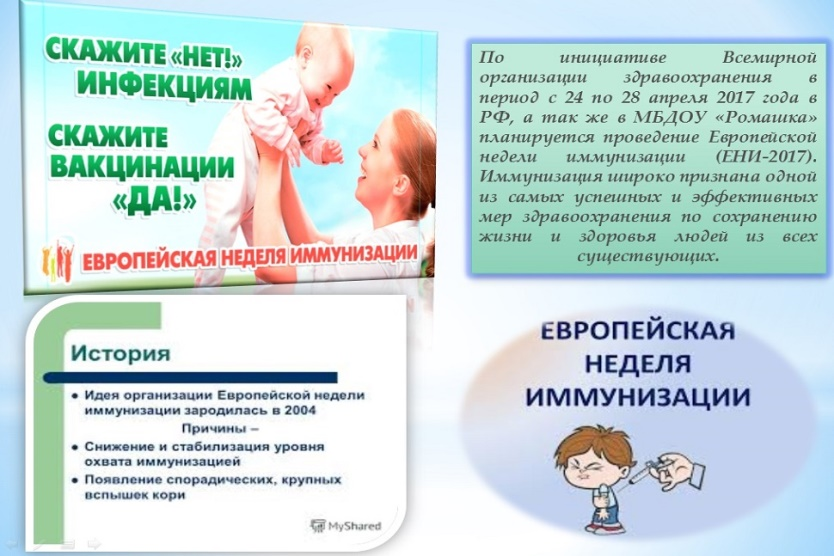 СКАЖИТЕ «НЕТ!»
ИНФЕКЦИЯМ
СКАЖИТЕ
ВАКЦИНАЦИИ
«ДА!»
ЕВРОПЕЙСКАЯ НЕДЕЛЯ ИММУНИЗАЦИИ
По инициативе Всемирной
организации здравоохранения в
период с 24 по 28 апреля 2017 года в
РФ, а так же в МБДОУ «Ромашка»
планируется проведение Европейской
недели иммунизации (ЕНИ-2017).
Иммунизация широко признана одной
из самых успешных и эффективных
мер здравоохранения по сохранению
жизни и здоровья людей из всех
существующих.
История
• Идея организации Европейской недели
иммунизации зародилась в 2004
Причины –
• Снижение и стабилизация уровня
охвата иммунизацией
• Появление спорадических, крупных
вспышек кори
MyShared
ЕВРОПЕЙСКАЯ
НЕДЕЛЯ
ИММУНИЗАЦИИ